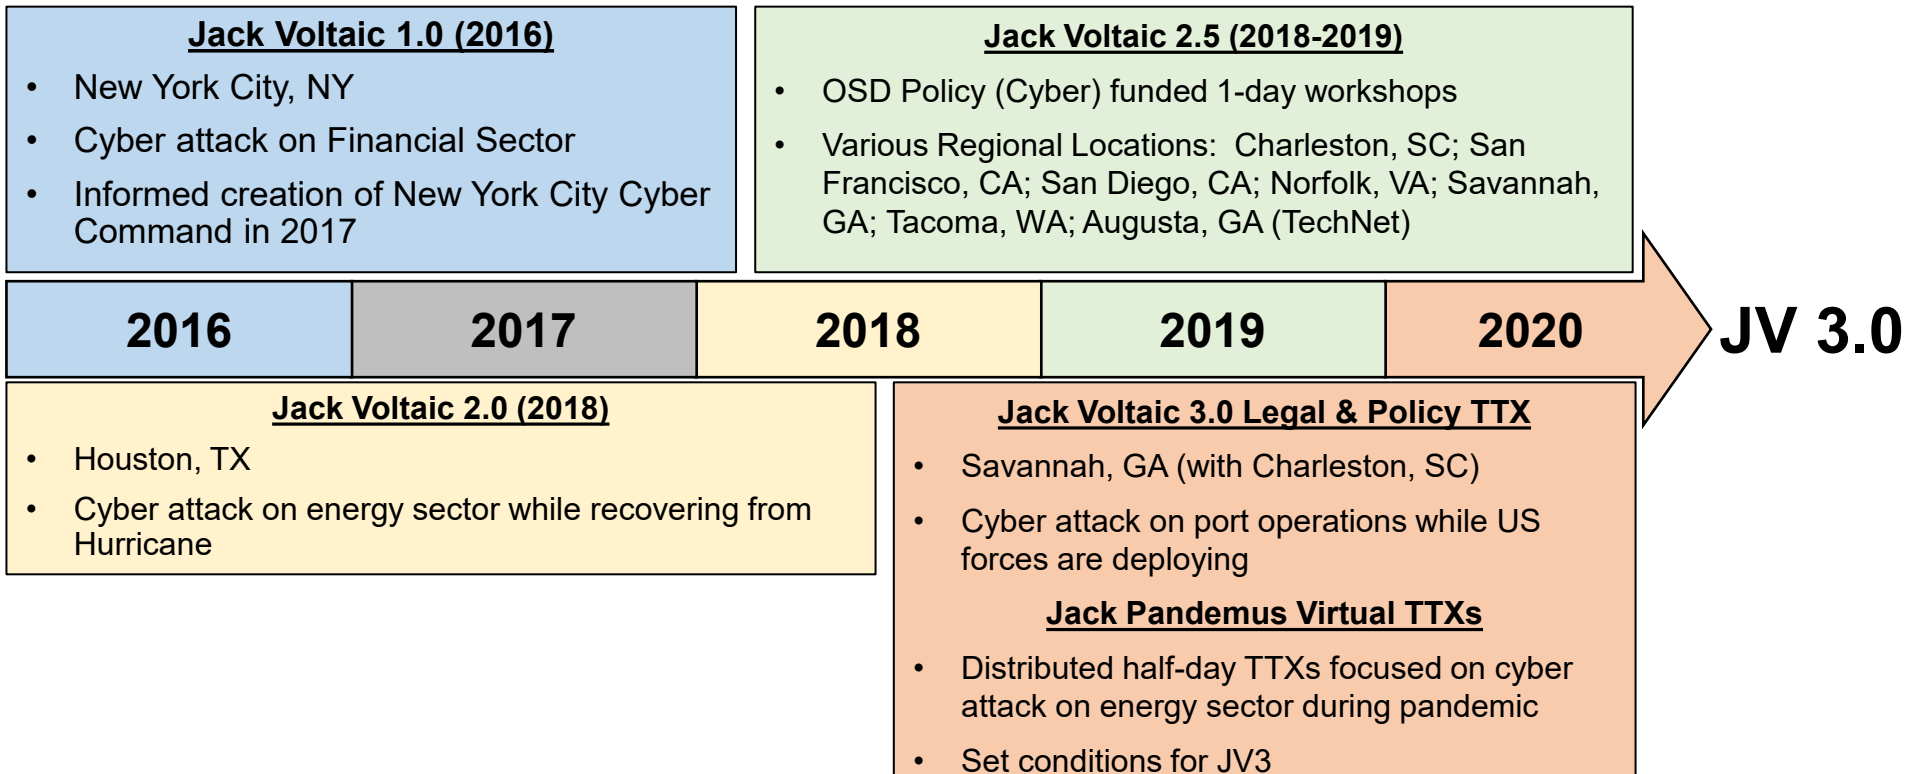 Jack Voltaic 1.0 (2016)
• New York City, NY
• Cyber attack on Financial Sector
• Informed creation of New York City Cyber
Command in 2017
Jack Voltaic 2.5 (2018-2019)
• OSD Policy (Cyber) funded 1-day workshops
• Various Regional Locations: Charleston, SC; San
Francisco, CA; San Diego, CA; Norfolk, VA; Savannah,
GA; Tacoma, WA; Augusta, GA (TechNet)
2016
2017
2018
2019
2020
JV 3.0
Jack Voltaic 2.0 (2018)
• Houston, TX
• Cyber attack on energy sector while recovering from
Hurricane
Jack Voltaic 3.0 Legal & Policy TTX
• Savannah, GA (with Charleston, SC)
• Cyber attack on port operations while US
forces are deploying
Jack Pandemus Virtual TTXs
• Distributed half-day TTXs focused on cyber
attack on energy sector during pandemic
• Set conditions for JV3